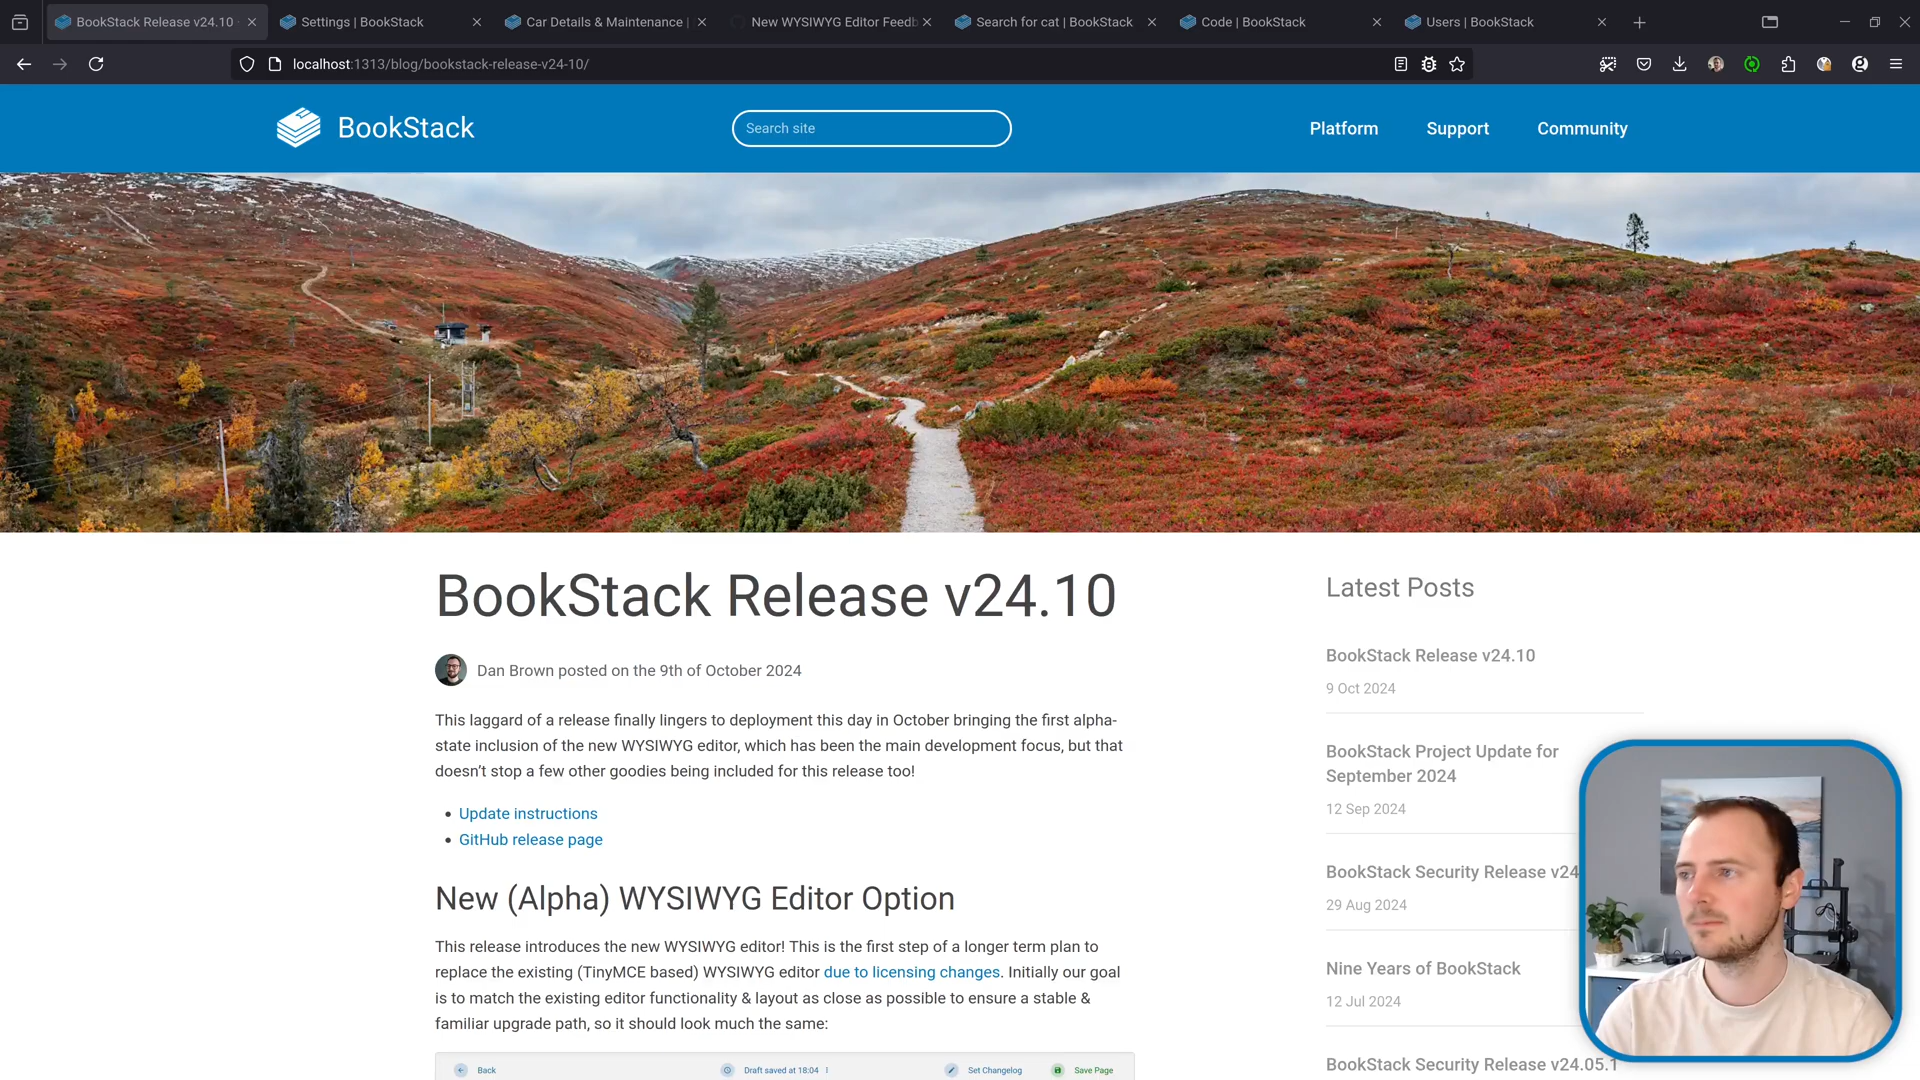 BookStack Release v24.10
Settings | BookStack
Car Details & Maintenance |
New WYSIWYG Editor Feedb
Search for cat | BookStack
Code | BookStack
Users | BookStack
localhost:1313/blog/bookstack-release-v24-10/
BookStack
Search site
Platform
Support
Community
BookStack Release v24.10
Dan Brown posted on the 9th of October 2024
This laggard of a release finally lingers to deployment this day in October bringing the first alpha-
state inclusion of the new WYSIWYG editor, which has been the main development focus, but that
doesn't stop a few other goodies being included for this release too!
Update instructions
GitHub release page
New (Alpha) WYSIWYG Editor Option
This release introduces the new WYSIWYG editor! This is the first step of a longer term plan to
replace the existing (TinyMCE based) WYSIWYG editor due to licensing changes. Initially our goal
is to match the existing editor functionality & layout as close as possible to ensure a stable &
familiar upgrade path, so it should look much the same:
Back
Draft saved at 18:04
Set Changelog
Save Page
Latest Posts
BookStack Release v24.10
9 Oct 2024
BookStack Project Update for
September 2024
12 Sep 2024
BookStack Security Release v24
29 Aug 2024
Nine Years of BookStack
12 Jul 2024
BookStack Security Release v24.05.1